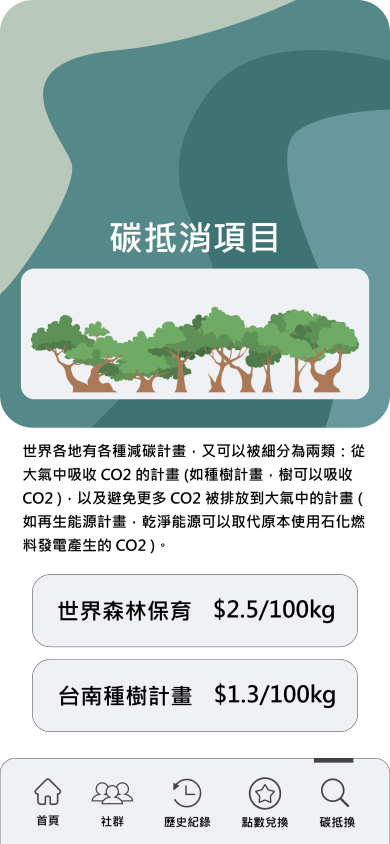 碳抵消項目
世界各地有各種減碳計畫，又可以被細分為兩類：從
大氣中吸收 CO2 的計畫 (如種樹計畫，樹可以吸收
CO2 )，以及避免更多 CO2 被排放到大氣中的計畫 (
如再生能源計畫，乾淨能源可以取代原本使用石化燃
料發電產生的 CO2 )。
世界森林保育 $2.5/100kg
台南種樹計畫 $1.3/100kg
首頁 社群 歷史紀錄 點數兌換 碳抵換